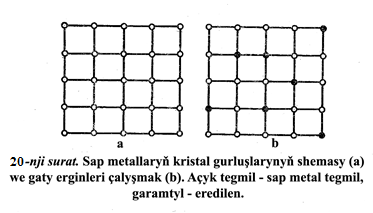 a b
20-nji surat. Sap metallaryň kristal gurluşlarynyň shemasy (a)
we gaty erginleri çalyşmak (b). Açyk tegmil - sap metal tegmil,
garamtyl - eredilen.